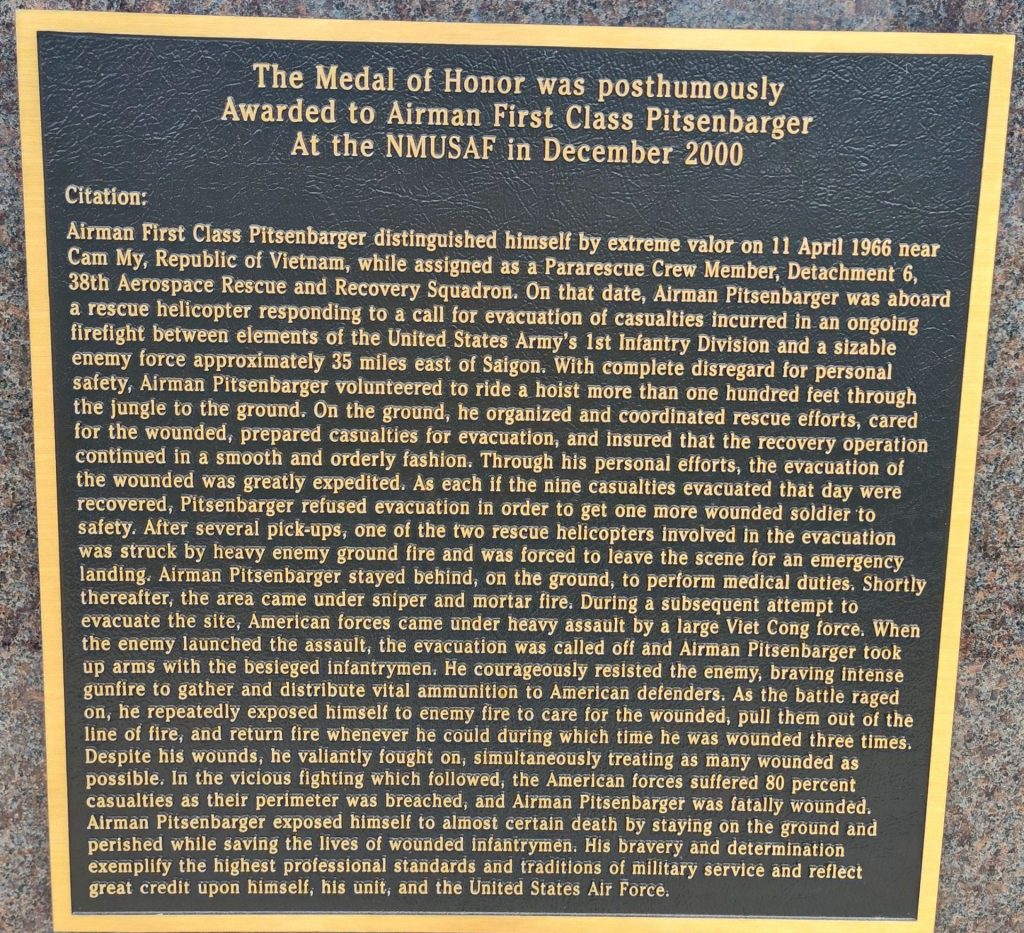 The Medal of Honor was posthumously
Awarded to Airman First Class Pitsenbarger
At the NMUSAF in December 2000
Citation:
Airman First Class Pitsenbarger distinguished himself by extreme valor on 11 April 1966 near
Cam My, Republic of Vietnam, while assigned as a Pararescue Crew Member, Detachment 6,
38th Aerospace Rescue and Recovery Squadron. On that date, Airman Pitsenbarger was aboard
a rescue helicopter responding to a call for evacuation of casualties incurred in an ongoing
firefight between elements of the United States Army's 1st Infantry Division and a sizable
enemy force approximately 35 miles east of Saigon. With complete disregard for personal
safety, Airman Pitsenbarger volunteered to ride a hoist more than one hundred feet through
the jungle to the ground. On the ground, he organized and coordinated rescue efforts, cared
for the wounded, prepared casualties for evacuation, and insured that the recovery operation
continued in a smooth and orderly fashion. Through his personal efforts, the evacuation of
the wounded was greatly expedited. As each if the nine casualties evacuated that day were
recovered, Pitsenbarger refused evacuation in order to get one more wounded soldier to
safety. After several pick-ups, one of the two rescue helicopters involved in the evacuation
was struck by heavy enemy ground fire and was forced to leave the scene for an emergency
landing. Airman Pitsenbarger stayed behind, on the ground, to perform medical duties. Shortly
thereafter, the area came under sniper and mortar fire. During a subsequent attempt to
evacuate the site, American forces came under heavy assault by a large Viet Cong force. When
the enemy launched the assault, the evacuation was called off and Airman Pitsenbarger took
up arms with the besieged infantrymen. He courageously resisted the enemy, braving intense
gunfire to gather and distribute vital ammunition to American defenders. As the battle raged
on, he repeatedly exposed himself to enemy fire to care for the wounded, pull them out of the
line of fire, and return fire whenever he could during which time he was wounded three times.
Despite his wounds, he valiantly fought on, simultaneously treating as many wounded as
possible. In the vicious fighting which followed, the American forces suffered 80 percent
casualties as their perimeter was breached, and Airman Pitsenbarger was fatally wounded.
Airman Pitsenbarger exposed himself to almost certain death by staying on the ground and
perished while saving the lives of wounded infantrymen. His bravery and determination
exemplify the highest professional standards and traditions of military service and reflect
great credit upon himself, his unit, and the United States Air Force.